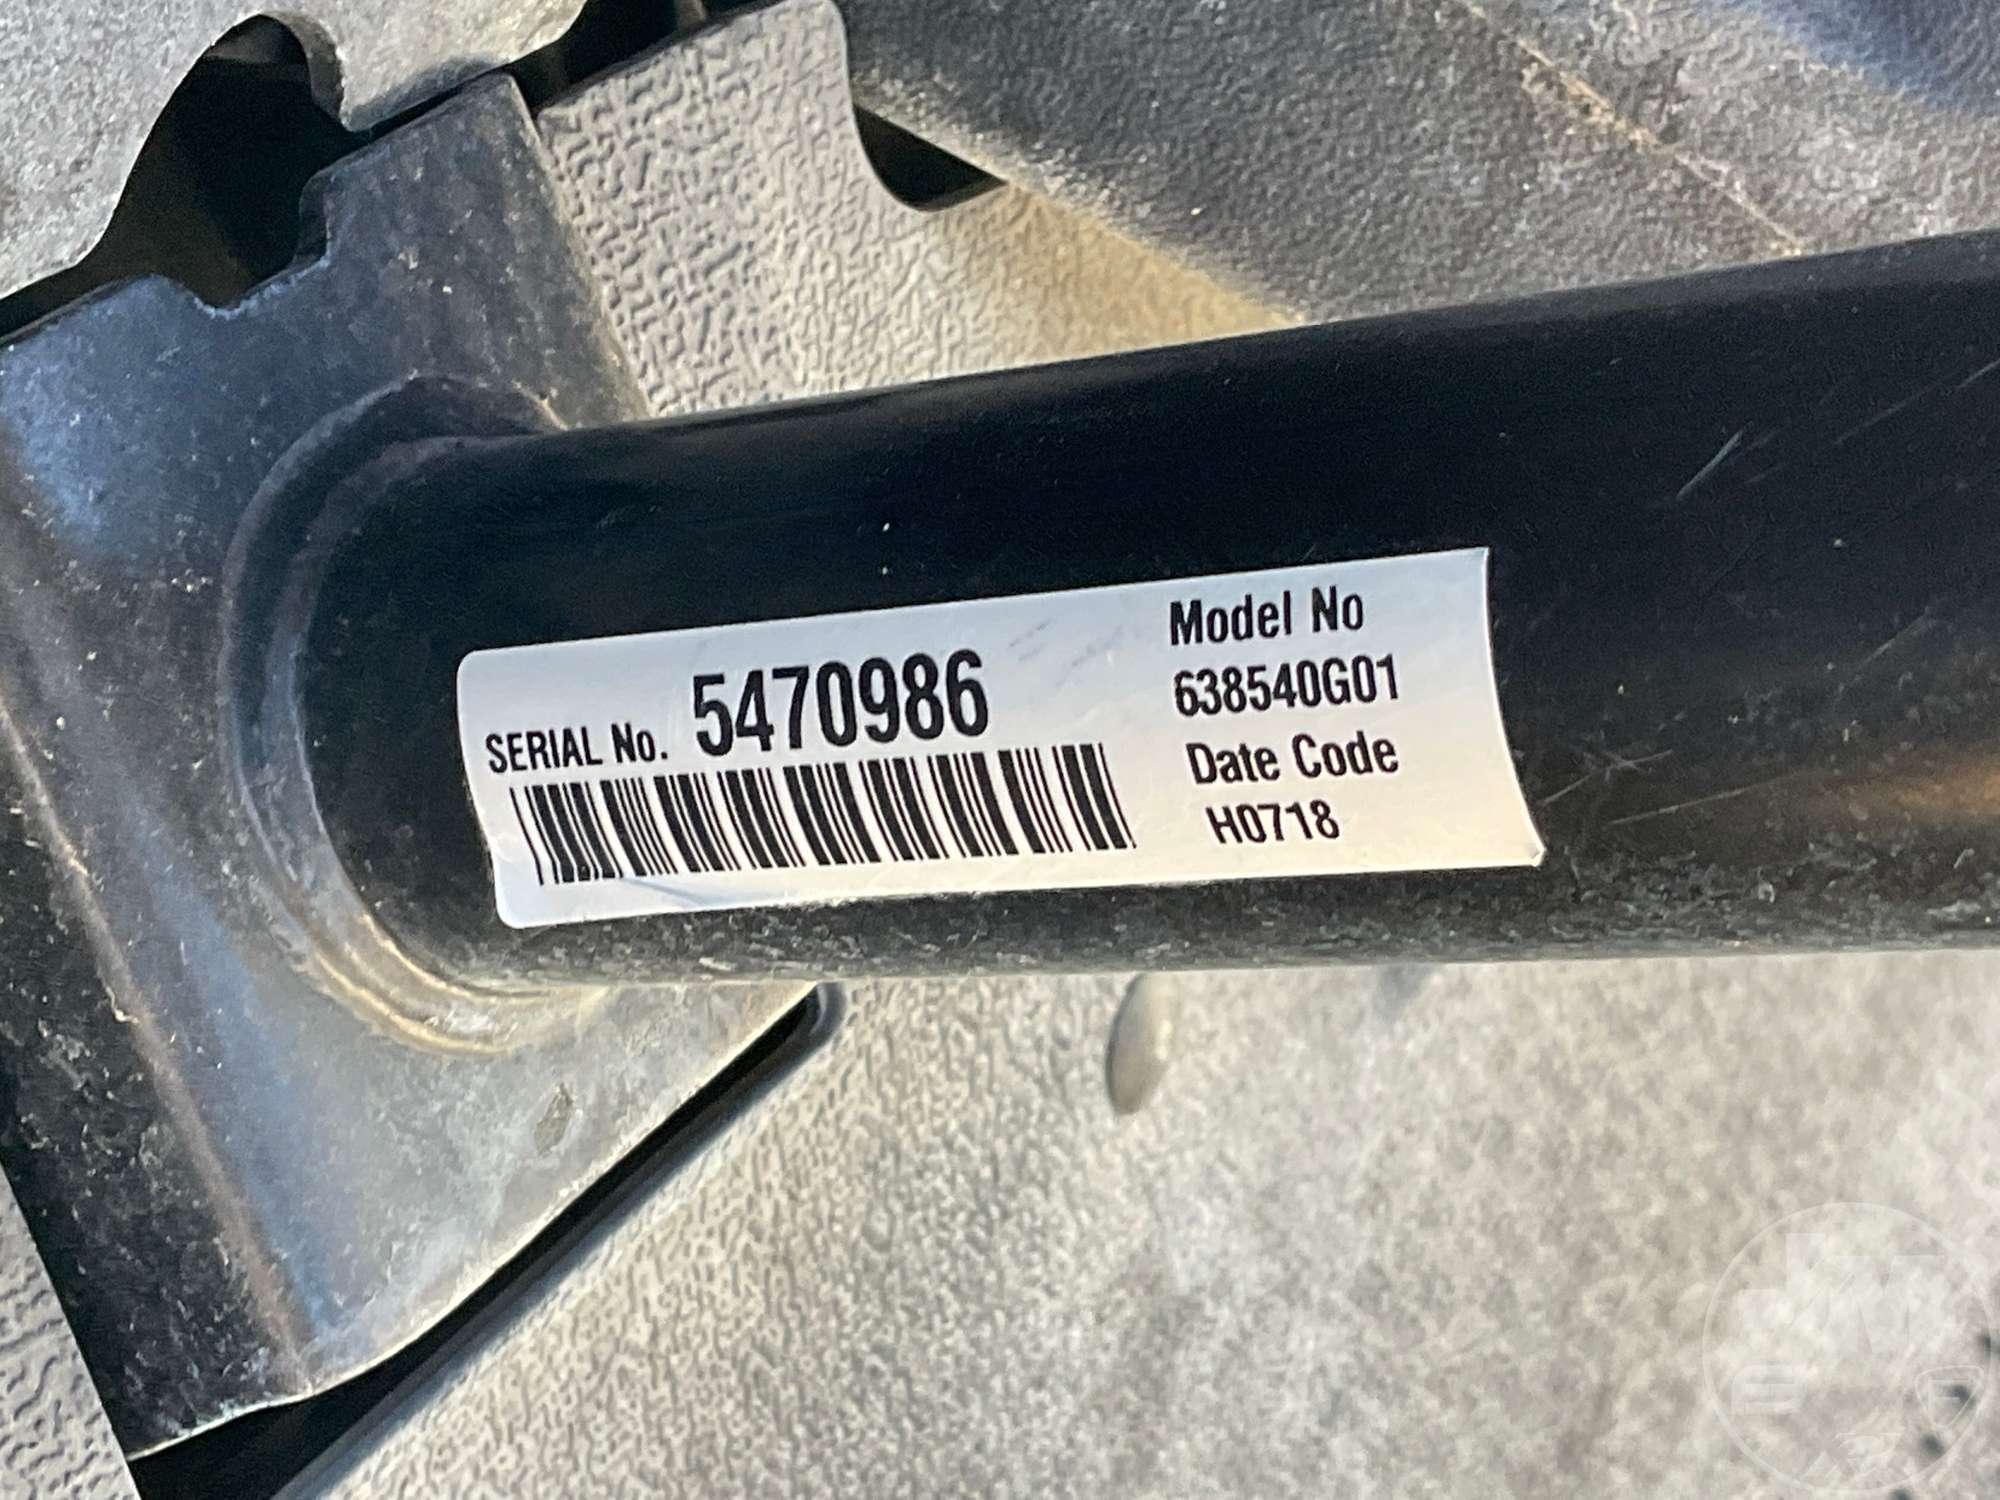 SERIAL No. 5470986
Model No
638540G01
Date Code
H0718